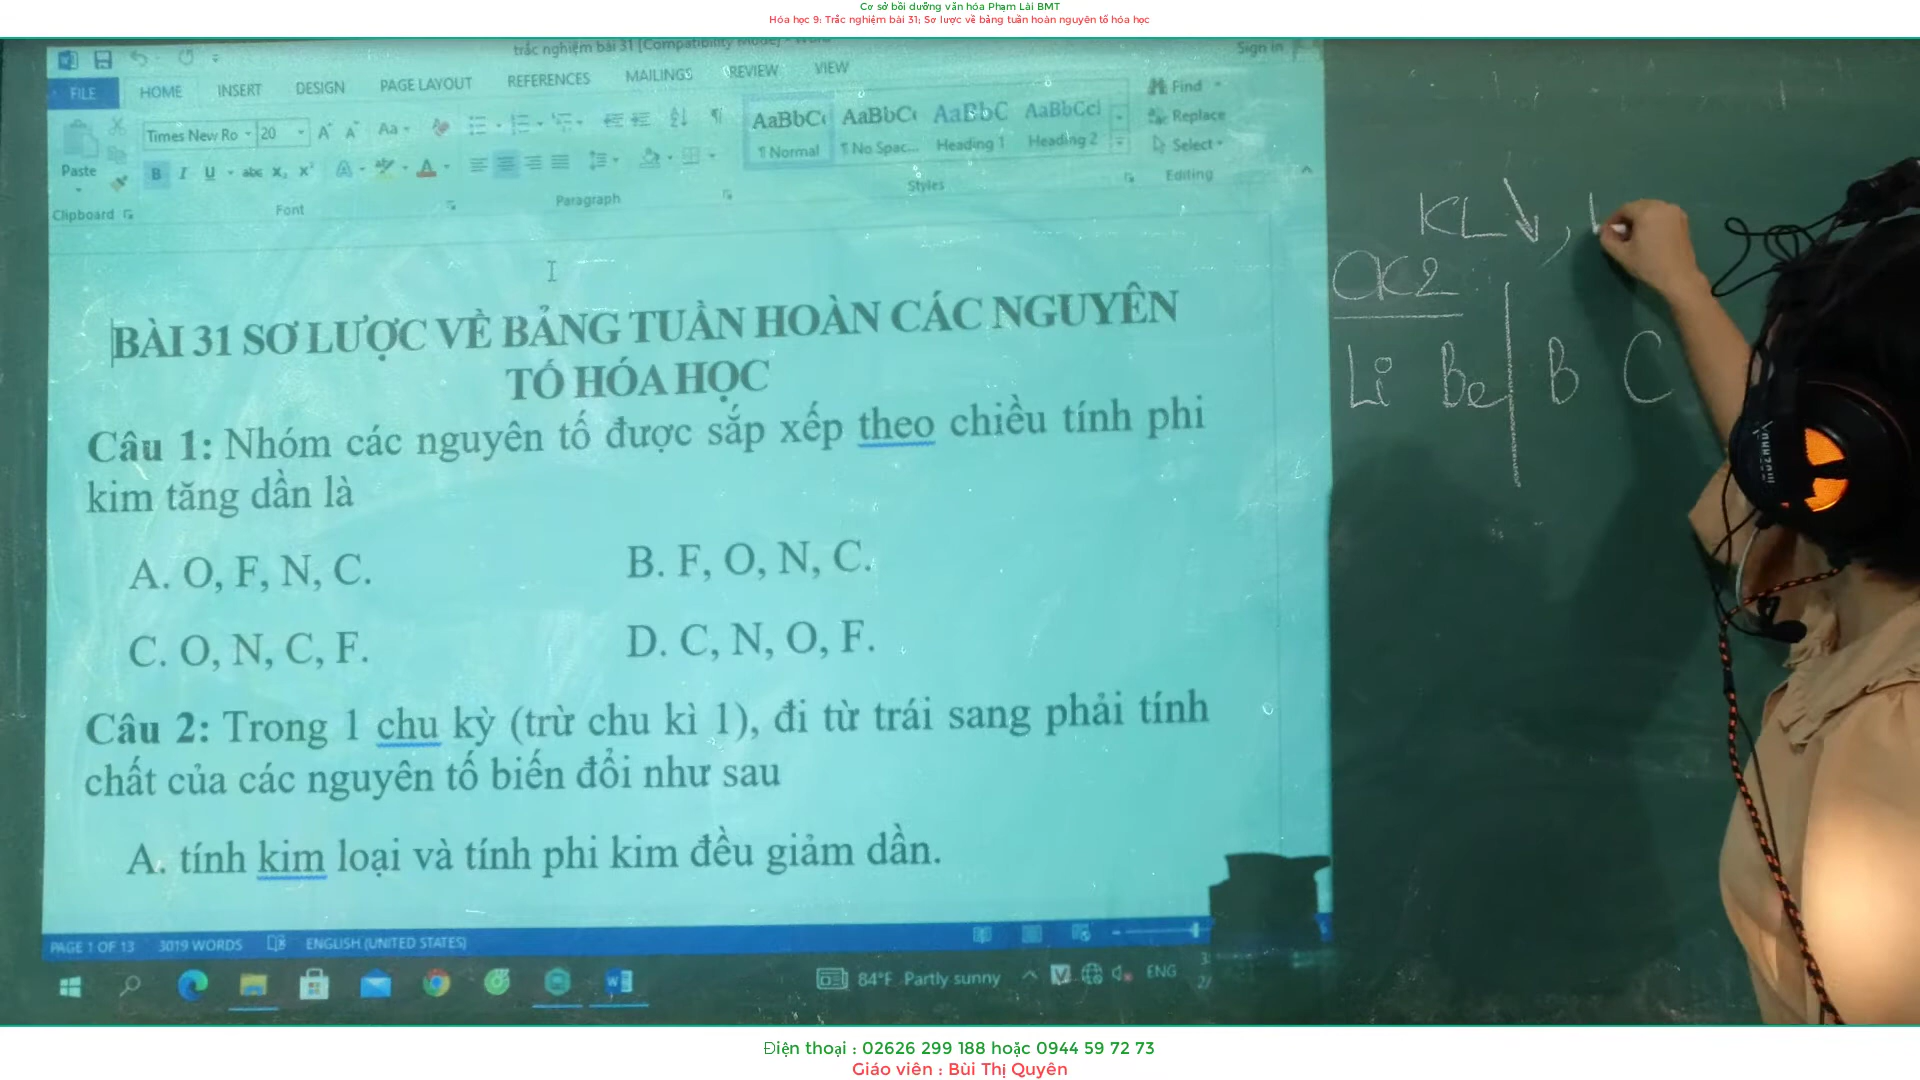 Cơ sở bồi dưỡng văn hóa Phạm Lài BMT
Hóa học 9: Trắc nghiệm bài 31; Sơ lược về bảng tuần hoàn nguyên tố hóa học
trắc nghiệm bài 31 [Compatibility Mode] - Word
Sign in
FILE HOME INSERT DESIGN PAGE LAYOUT REFERENCES MAILINGS REVIEW VIEW
Times New Ro 20
Paste
Clipboard Font Paragraph Styles Editing
AaBbCc AaBbCc AaBbC AaBbCcI
¶ Normal ¶ No Spac... Heading 1 Heading 2
Find
Replace
Select
BÀI 31 SƠ LƯỢC VỀ BẢNG TUẦN HOÀN CÁC NGUYÊN
TỐ HÓA HỌC
Câu 1: Nhóm các nguyên tố được sắp xếp theo chiều tính phi
kim tăng dần là
A. O, F, N, C. B. F, O, N, C.
C. O, N, C, F. D. C, N, O, F.
Câu 2: Trong 1 chu kỳ (trừ chu kì 1), đi từ trái sang phải tính
chất của các nguyên tố biến đổi như sau
A. tính kim loại và tính phi kim đều giảm dần.
KL ↓,
CK2
Li Be B C
PAGE 1 OF 13 3019 WORDS ENGLISH (UNITED STATES)
84°F Partly sunny ENG
Điện thoại : 02626 299 188 hoặc 0944 59 72 73
Giáo viên : Bùi Thị Quyên